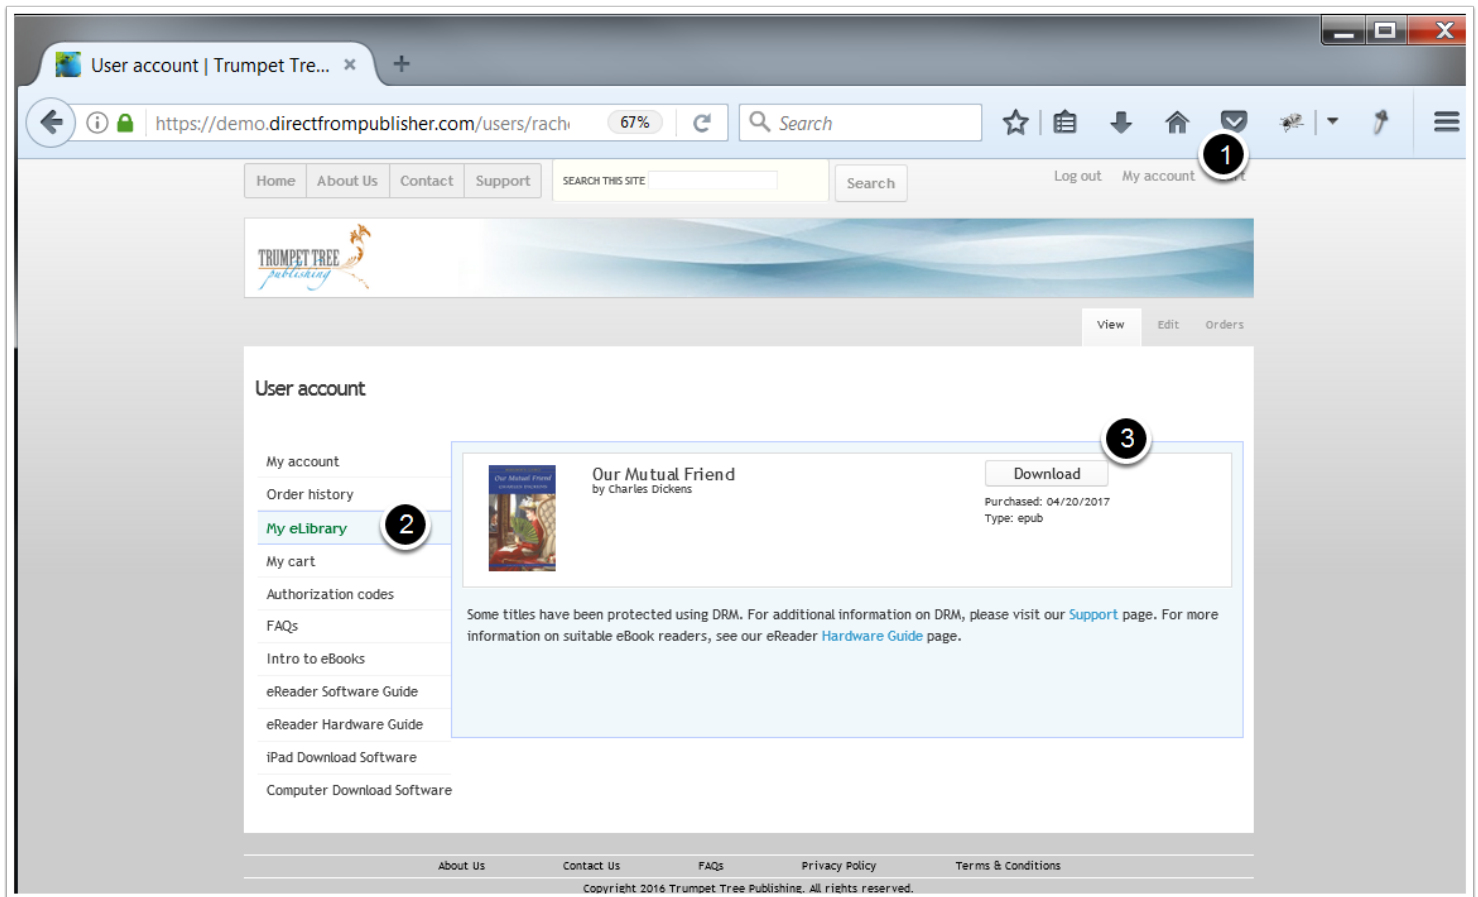 User account | Trumpet Tre...
https://demo.directfrompublisher.com/users/rach
67%
Search
1
Home About Us Contact Support
SEARCH THIS SITE
Search
Log out My account
TRUMPET TREE
publishing
View Edit Orders
User account
3
My account
Order history
My eLibrary
2
My cart
Authorization codes
FAQs
Intro to eBooks
eReader Software Guide
eReader Hardware Guide
iPad Download Software
Computer Download Software
Our Mutual Friend
CHARLES DICKENS
Our Mutual Friend
by Charles Dickens
Download
Purchased: 04/20/2017
Type: epub
Some titles have been protected using DRM. For additional information on DRM, please visit our Support page. For more
information on suitable eBook readers, see our eReader Hardware Guide page.
About Us Contact Us FAQs Privacy Policy Terms & Conditions
Copyright 2016 Trumpet Tree Publishing. All rights reserved.